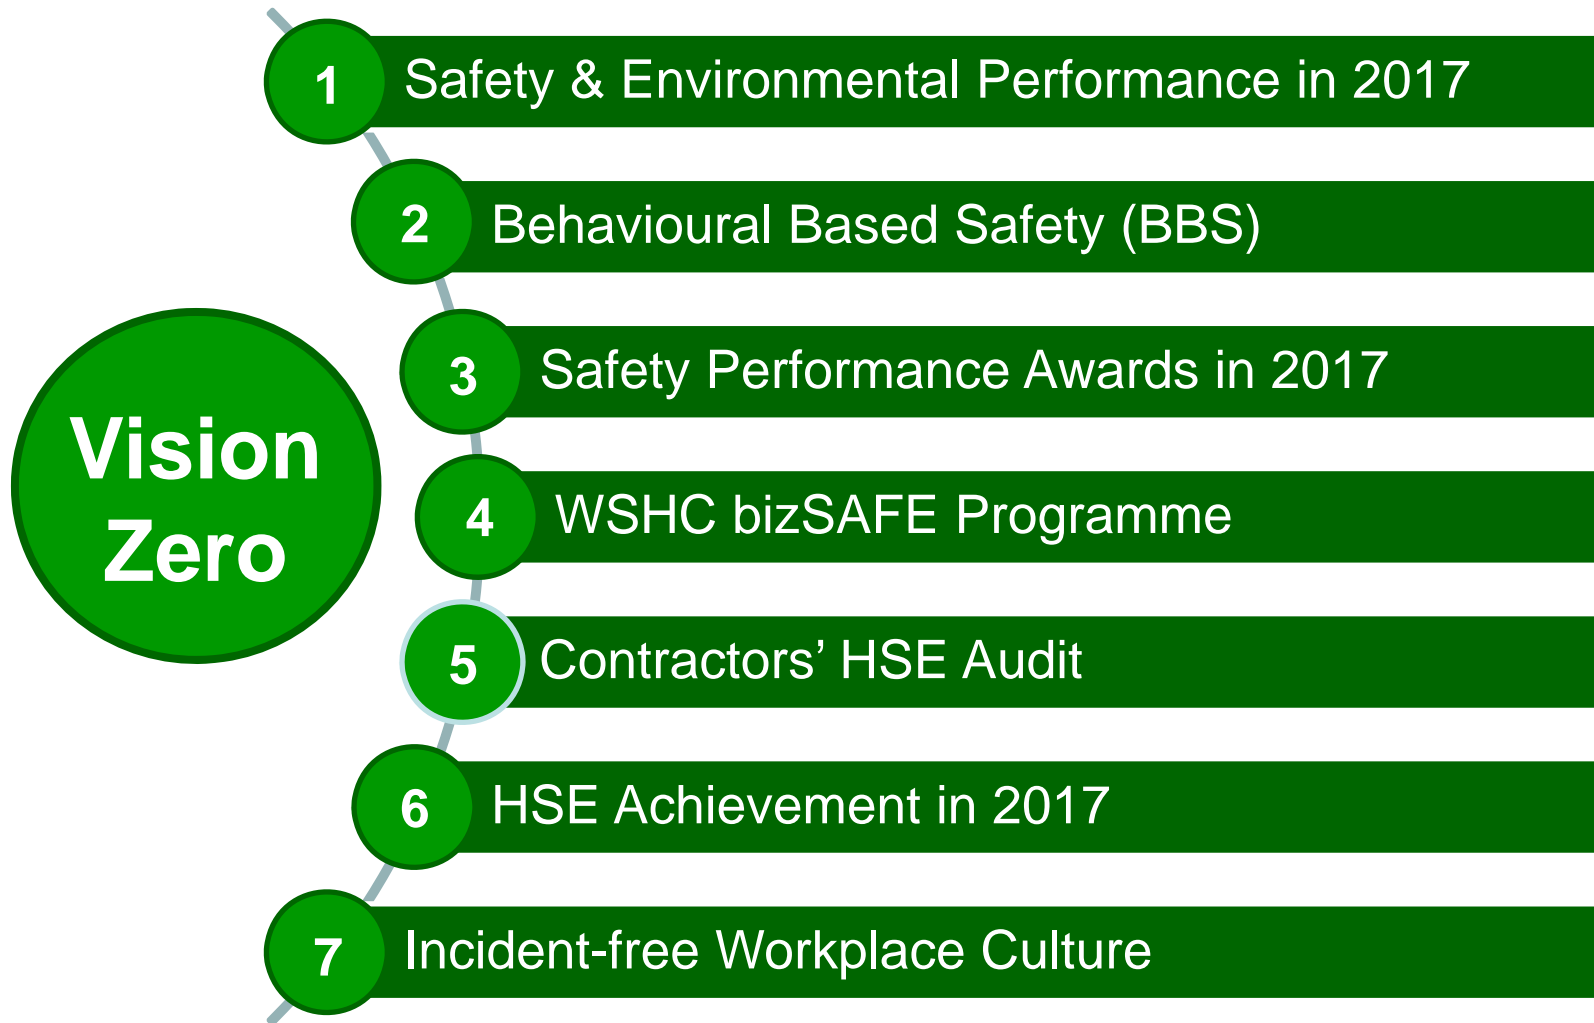 1 Safety & Environmental Performance in 2017
2 Behavioural Based Safety (BBS)
3 Safety Performance Awards in 2017
Vision
Zero
4 WSHC bizSAFE Programme
5 Contractors’ HSE Audit
6 HSE Achievement in 2017
7 Incident-free Workplace Culture